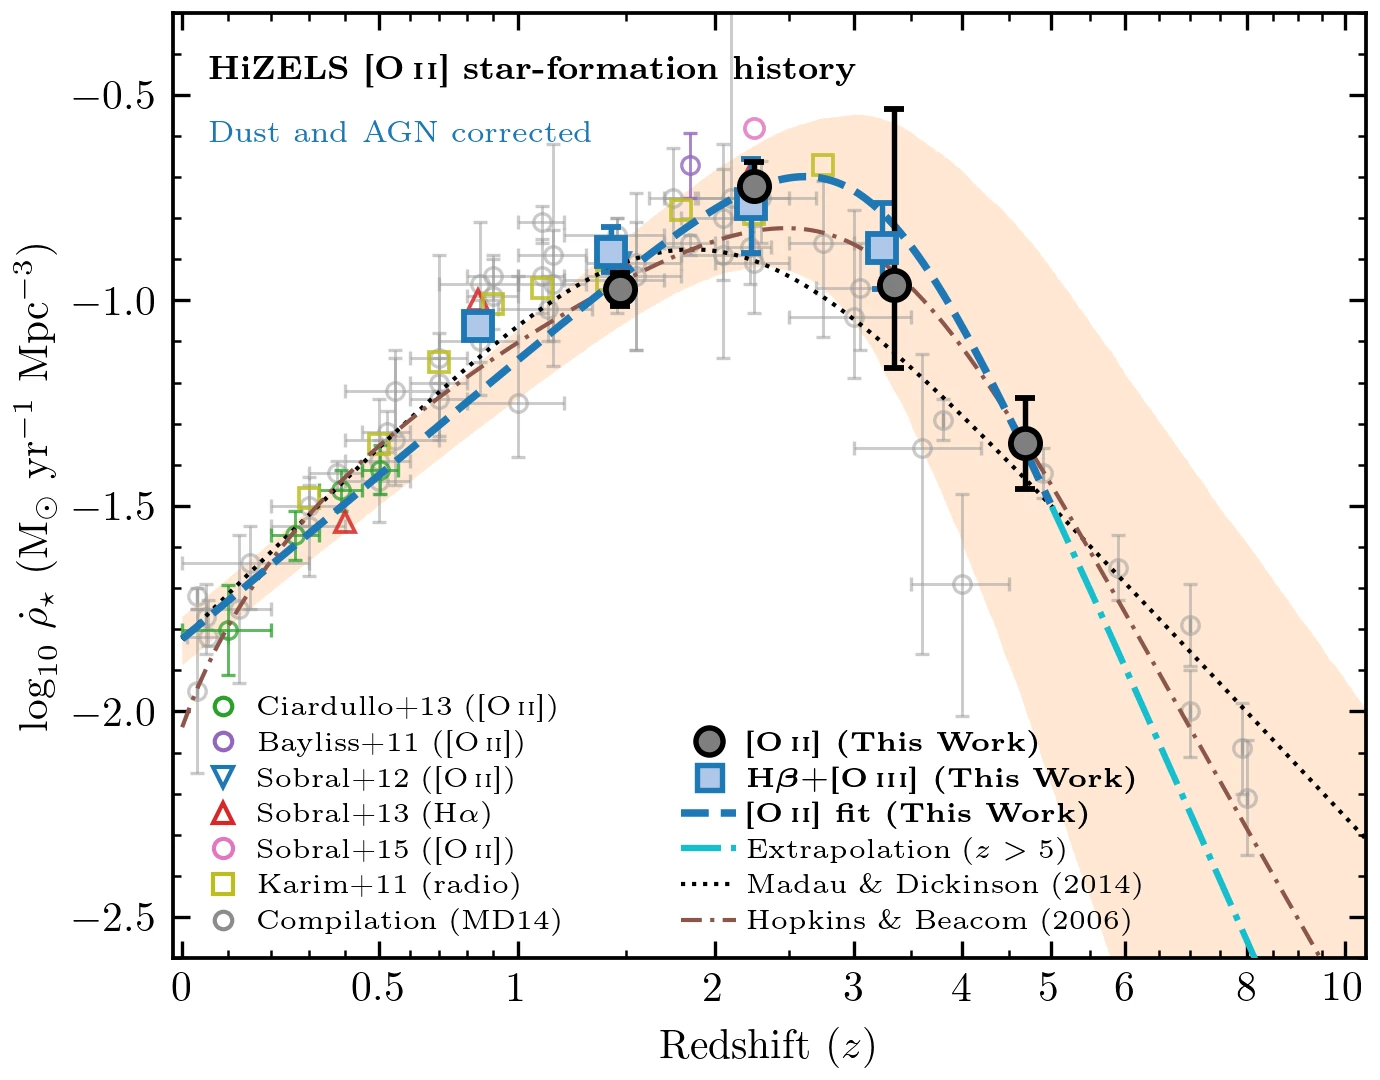 HiZELS [O II] star-formation history
Dust and AGN corrected
log₁₀ ρ̇⋆ (M⊙ yr⁻¹ Mpc⁻³)
−0.5
−1.0
−1.5
−2.0
−2.5
Ciardullo+13 ([O II])
Bayliss+11 ([O II])
Sobral+12 ([O II])
Sobral+13 (Hα)
Sobral+15 ([O II])
Karim+11 (radio)
Compilation (MD14)
[O II] (This Work)
Hβ+[O III] (This Work)
[O II] fit (This Work)
Extrapolation (z > 5)
Madau & Dickinson (2014)
Hopkins & Beacom (2006)
0 0.5 1 2 3 4 5 6 8 10
Redshift (z)